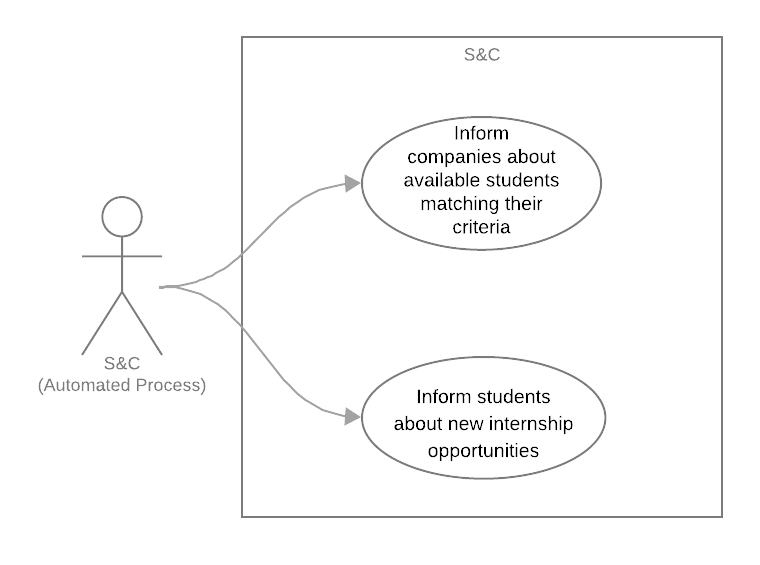 S&C
Inform
companies about
available students
matching their
criteria
S&C
(Automated Process)
Inform students
about new internship
opportunities